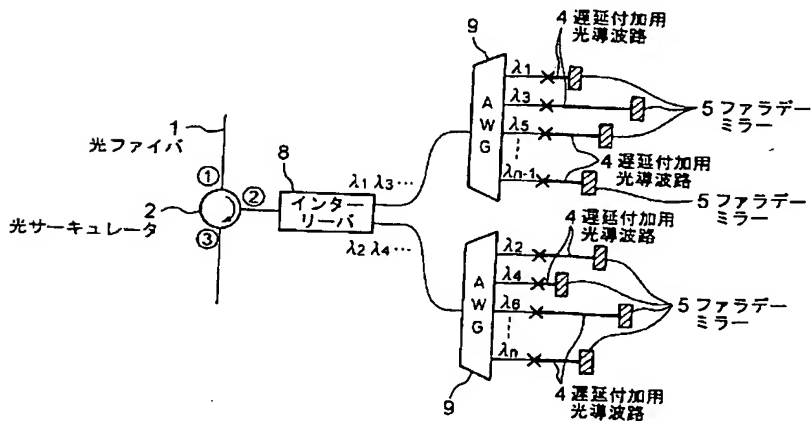 9
4 遅延付加用
光導波路
λ1
λ3
λ5
λn-1
A
W
G
5 ファラデー
ミラー
4 遅延付加用
光導波路
5 ファラデー
ミラー
1
光ファイバ
①
②
③
2
光サーキュレータ
8
インター
リーバ
λ1 λ3 …
λ2 λ4 …
4 遅延付加用
光導波路
λ2
λ4
λ6
λn
A
W
G
5 ファラデー
ミラー
4 遅延付加用
光導波路
9